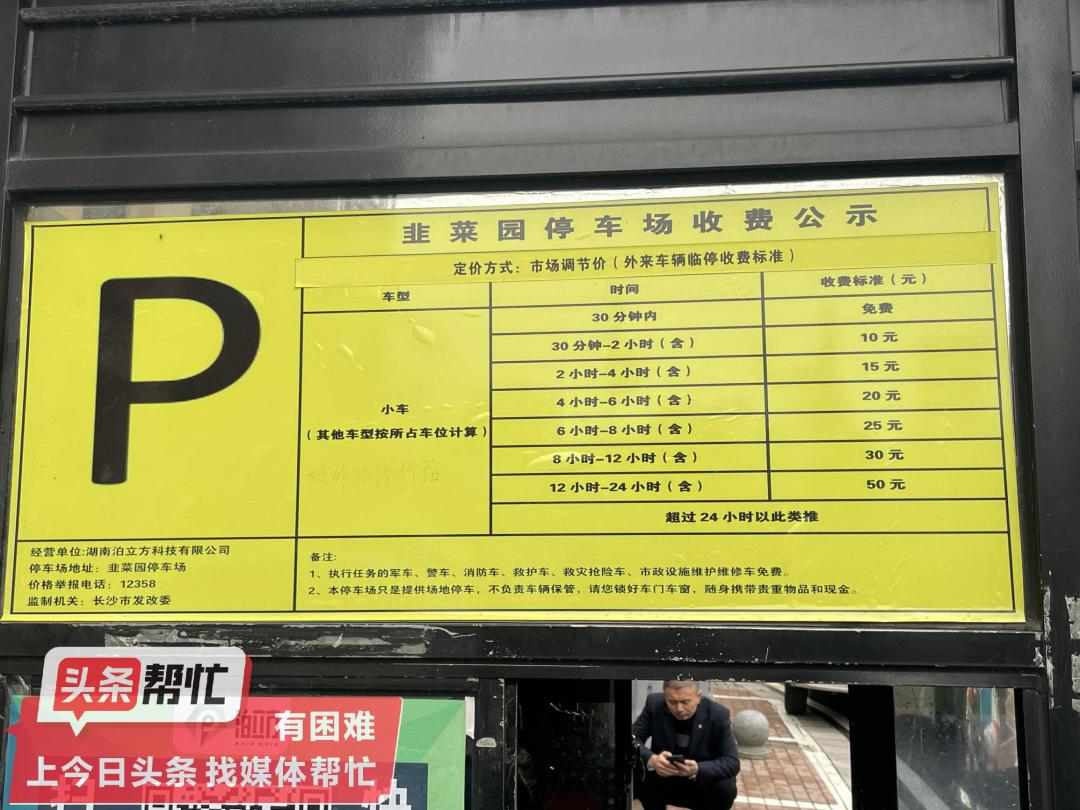 韭菜园停车场收费公示
定价方式：市场调节价（外来车辆临停收费标准）
P
车型 时间 收费标准（元）
30分钟内 免费
30分钟-2小时（含） 10元
2小时-4小时（含） 15元
小车
（其他车型按所占车位计算）
4小时-6小时（含） 20元
6小时-8小时（含） 25元
8小时-12小时（含） 30元
12小时-24小时（含） 50元
超过24小时以此类推
经营单位:湖南泊立方科技有限公司
停车场地址：韭菜园停车场
价格举报电话：12358
监制机关：长沙市发改委
备注:
1、执行任务的军车、警车、消防车、救护车、救灾抢险车、市政设施维护维修车免费。
2、本停车场只是提供场地停车，不负责车辆保管，请您锁好车门车窗，随身携带贵重物品和现金。
头条帮忙
有困难
上今日头条 找媒体帮忙